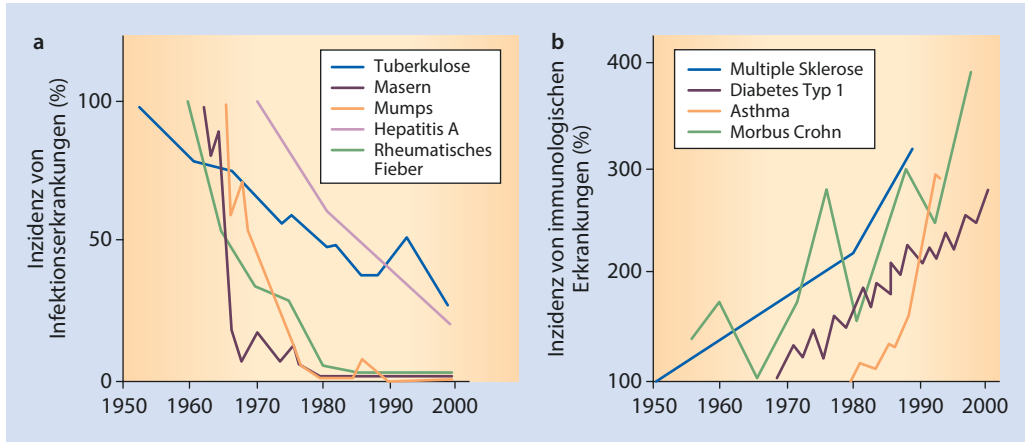 a
Inzidenz von
Infektionserkrankungen (%)
100
50
0
1950 1960 1970 1980 1990 2000
Tuberkulose
Masern
Mumps
Hepatitis A
Rheumatisches
Fieber
b
Inzidenz von immunologischen
Erkrankungen (%)
400
300
200
100
1950 1960 1970 1980 1990 2000
Multiple Sklerose
Diabetes Typ 1
Asthma
Morbus Crohn